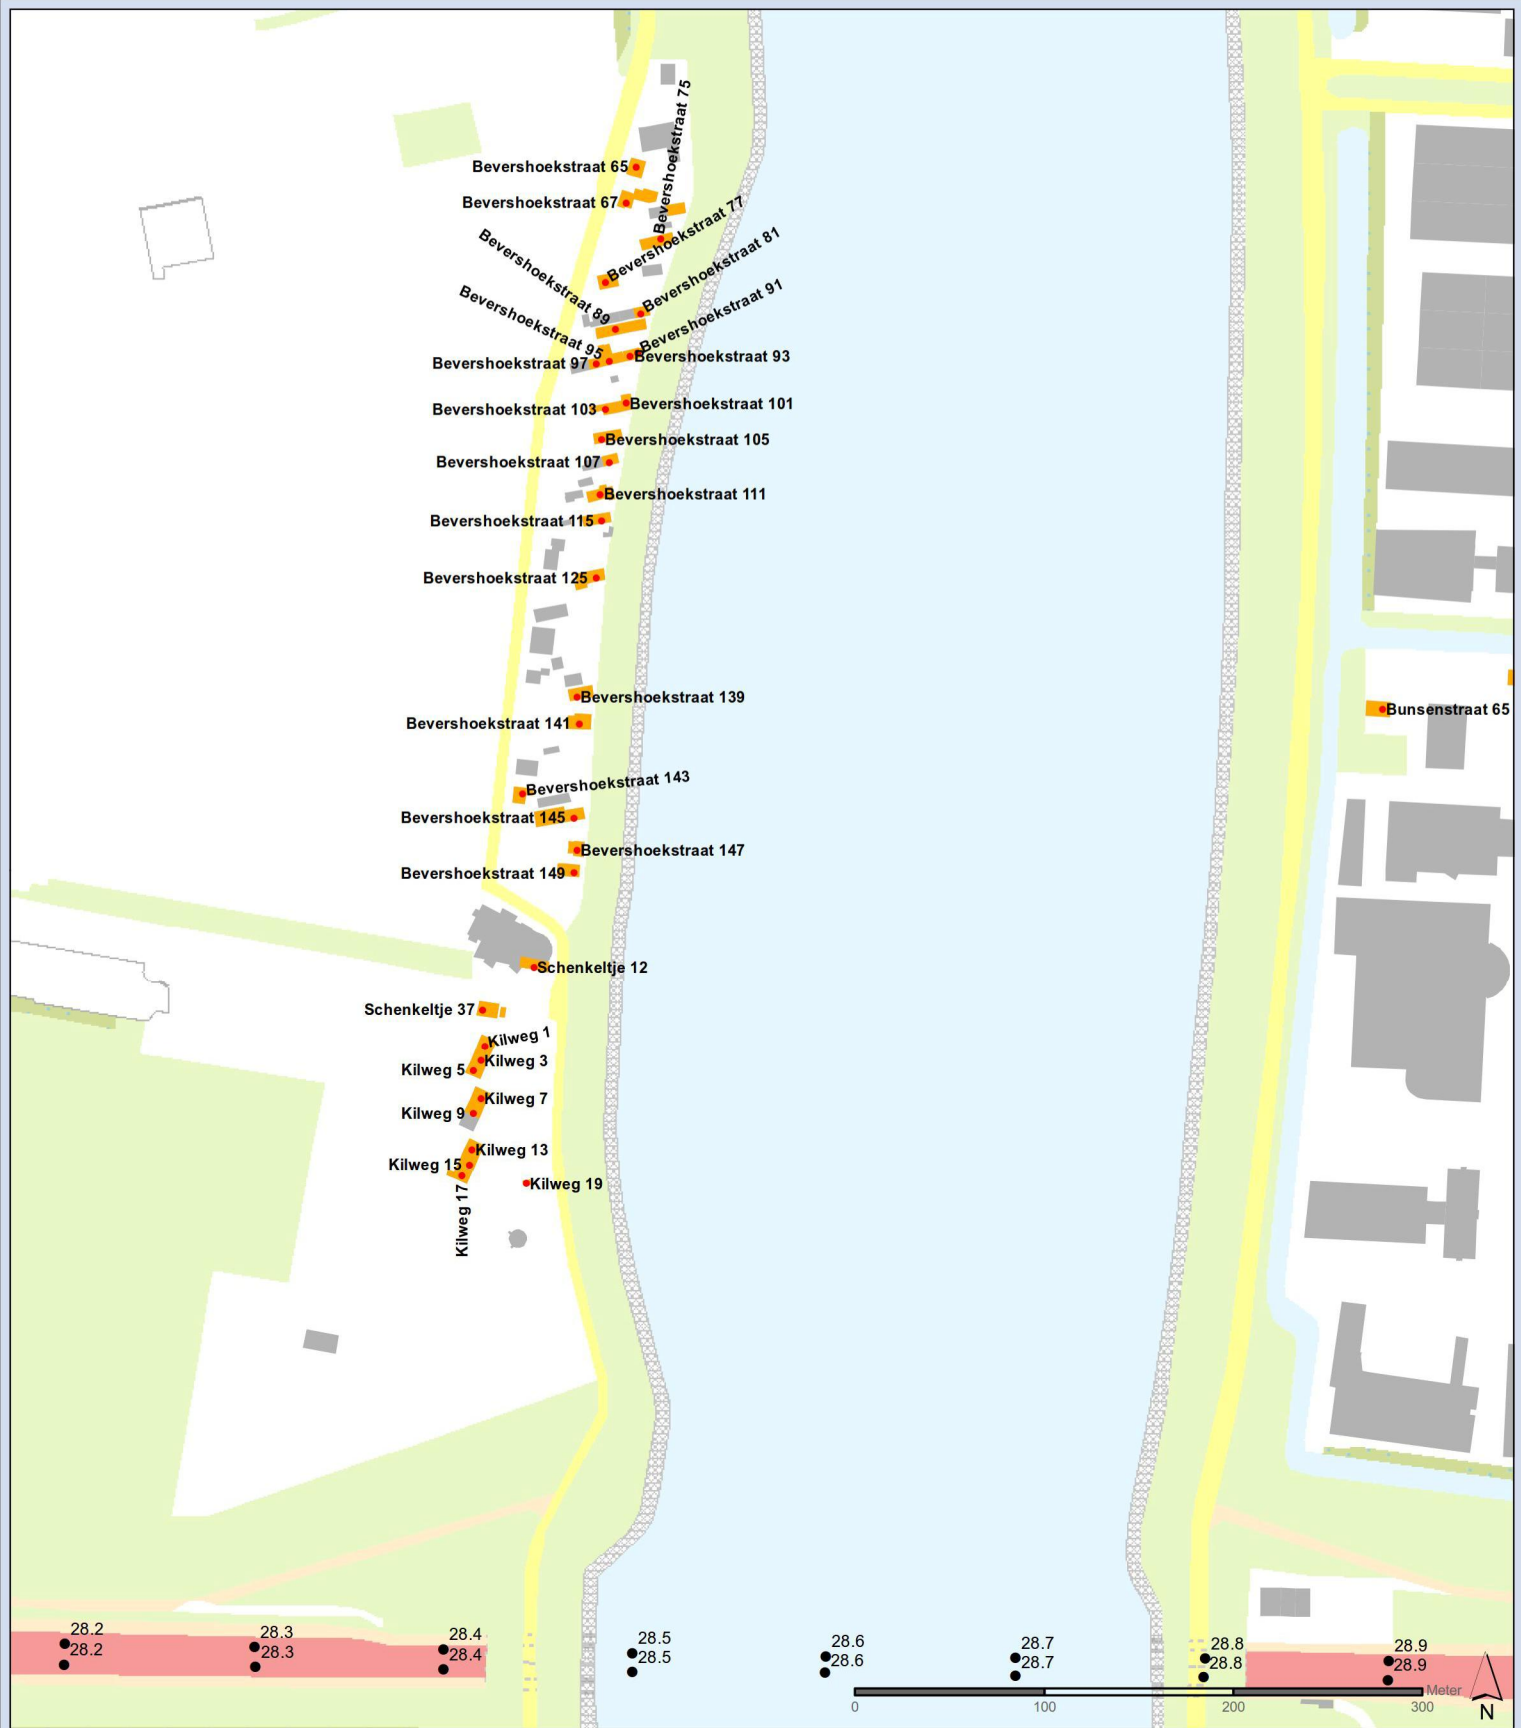 Bevershoekstraat 75
Bevershoekstraat 65
Bevershoekstraat 67
Bevershoekstraat 77
Bevershoekstraat 89
Bevershoekstraat 81
Bevershoekstraat 95
Bevershoekstraat 91
Bevershoekstraat 97
Bevershoekstraat 93
Bevershoekstraat 103
Bevershoekstraat 101
Bevershoekstraat 105
Bevershoekstraat 107
Bevershoekstraat 111
Bevershoekstraat 115
Bevershoekstraat 125
Bevershoekstraat 139
Bunsenstraat 65
Bevershoekstraat 141
Bevershoekstraat 143
Bevershoekstraat 145
Bevershoekstraat 147
Bevershoekstraat 149
Schenkeltje 12
Schenkeltje 37
Kilweg 1
Kilweg 3
Kilweg 5
Kilweg 7
Kilweg 9
Kilweg 13
Kilweg 15
Kilweg 17
Kilweg 19
28.2
28.2
28.3
28.3
28.4
28.4
28.5
28.5
28.6
28.6
28.7
28.7
28.8
28.8
28.9
28.9
Meter
0 100 200 300
N